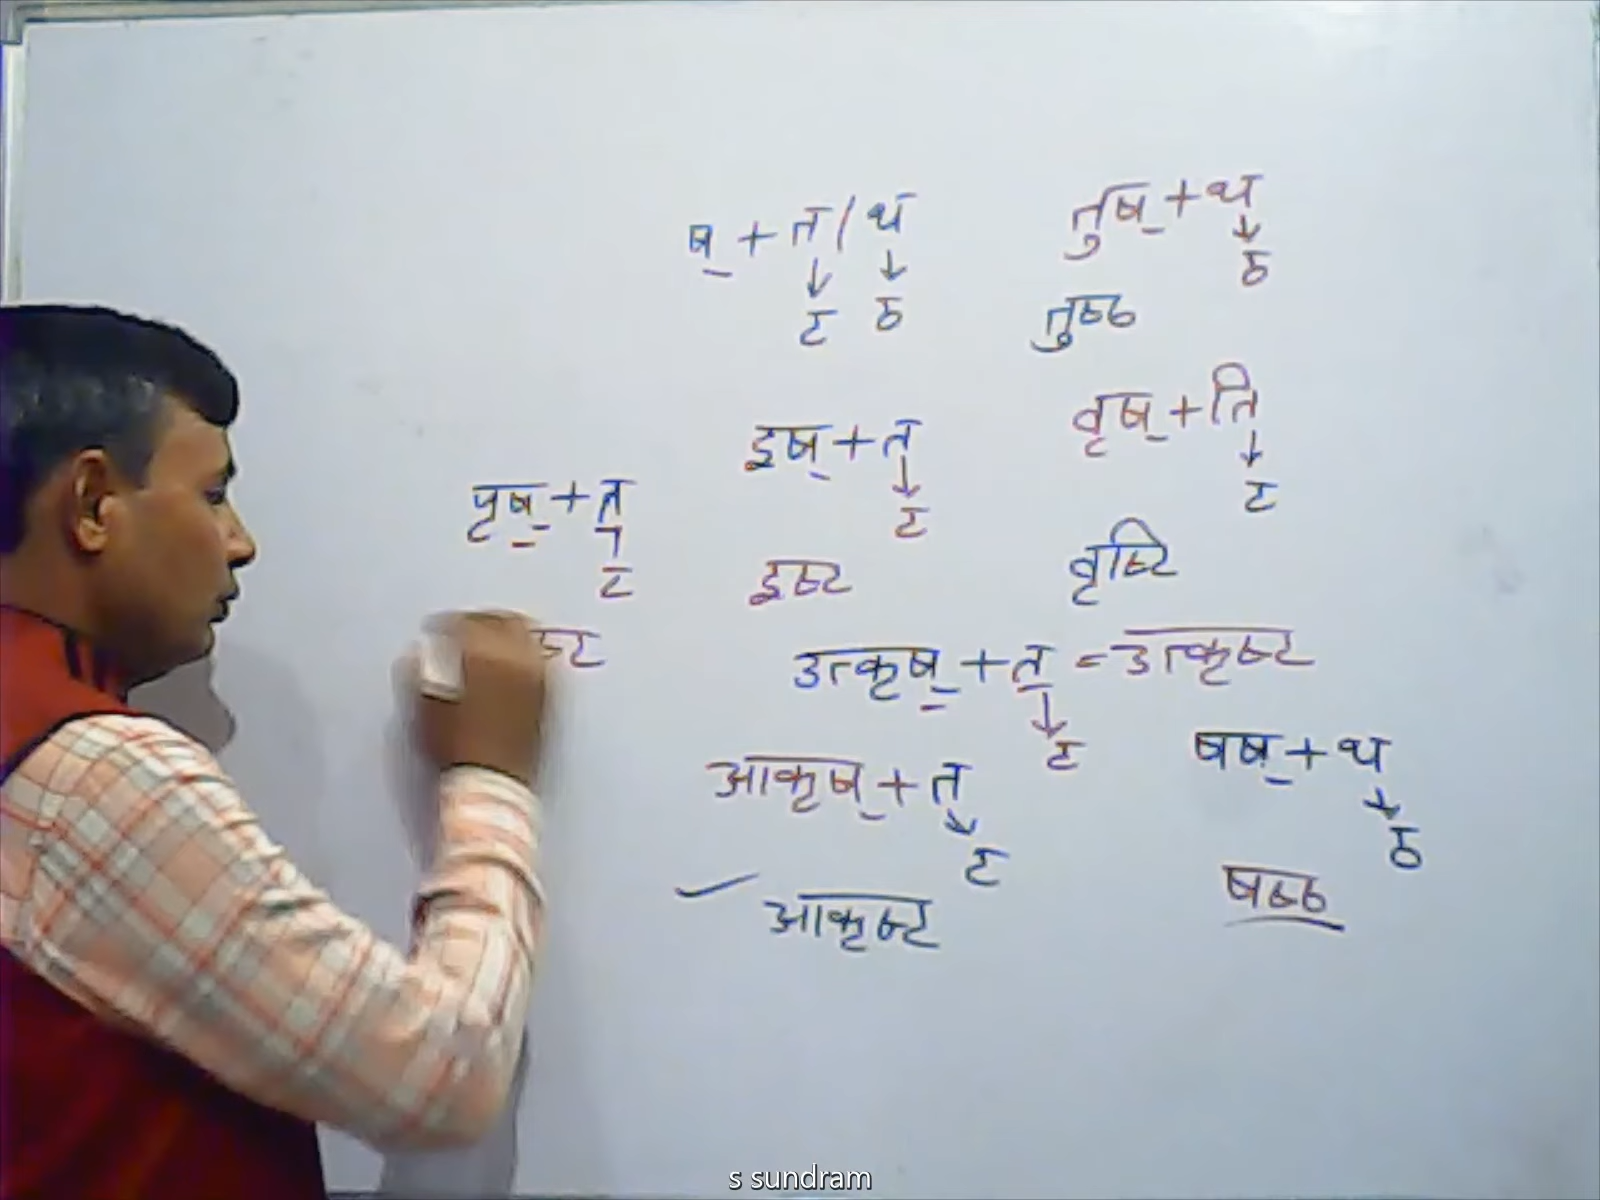 ष् + त / थ
↓ ↓
ट ठ
तुष् + थ
↓
ठ
तुष्ठ
इष् + त
↓
ट
इष्ट
वृष् + ति
↓
ट
वृष्टि
पृष् + त
ट
ष्ट
उत्कृष् + त = उत्कृष्ट
↓
ट
आकृष् + त
↓
ट
आकृष्ट
षष् + थ
↓
ठ
षष्ठ
s sundram